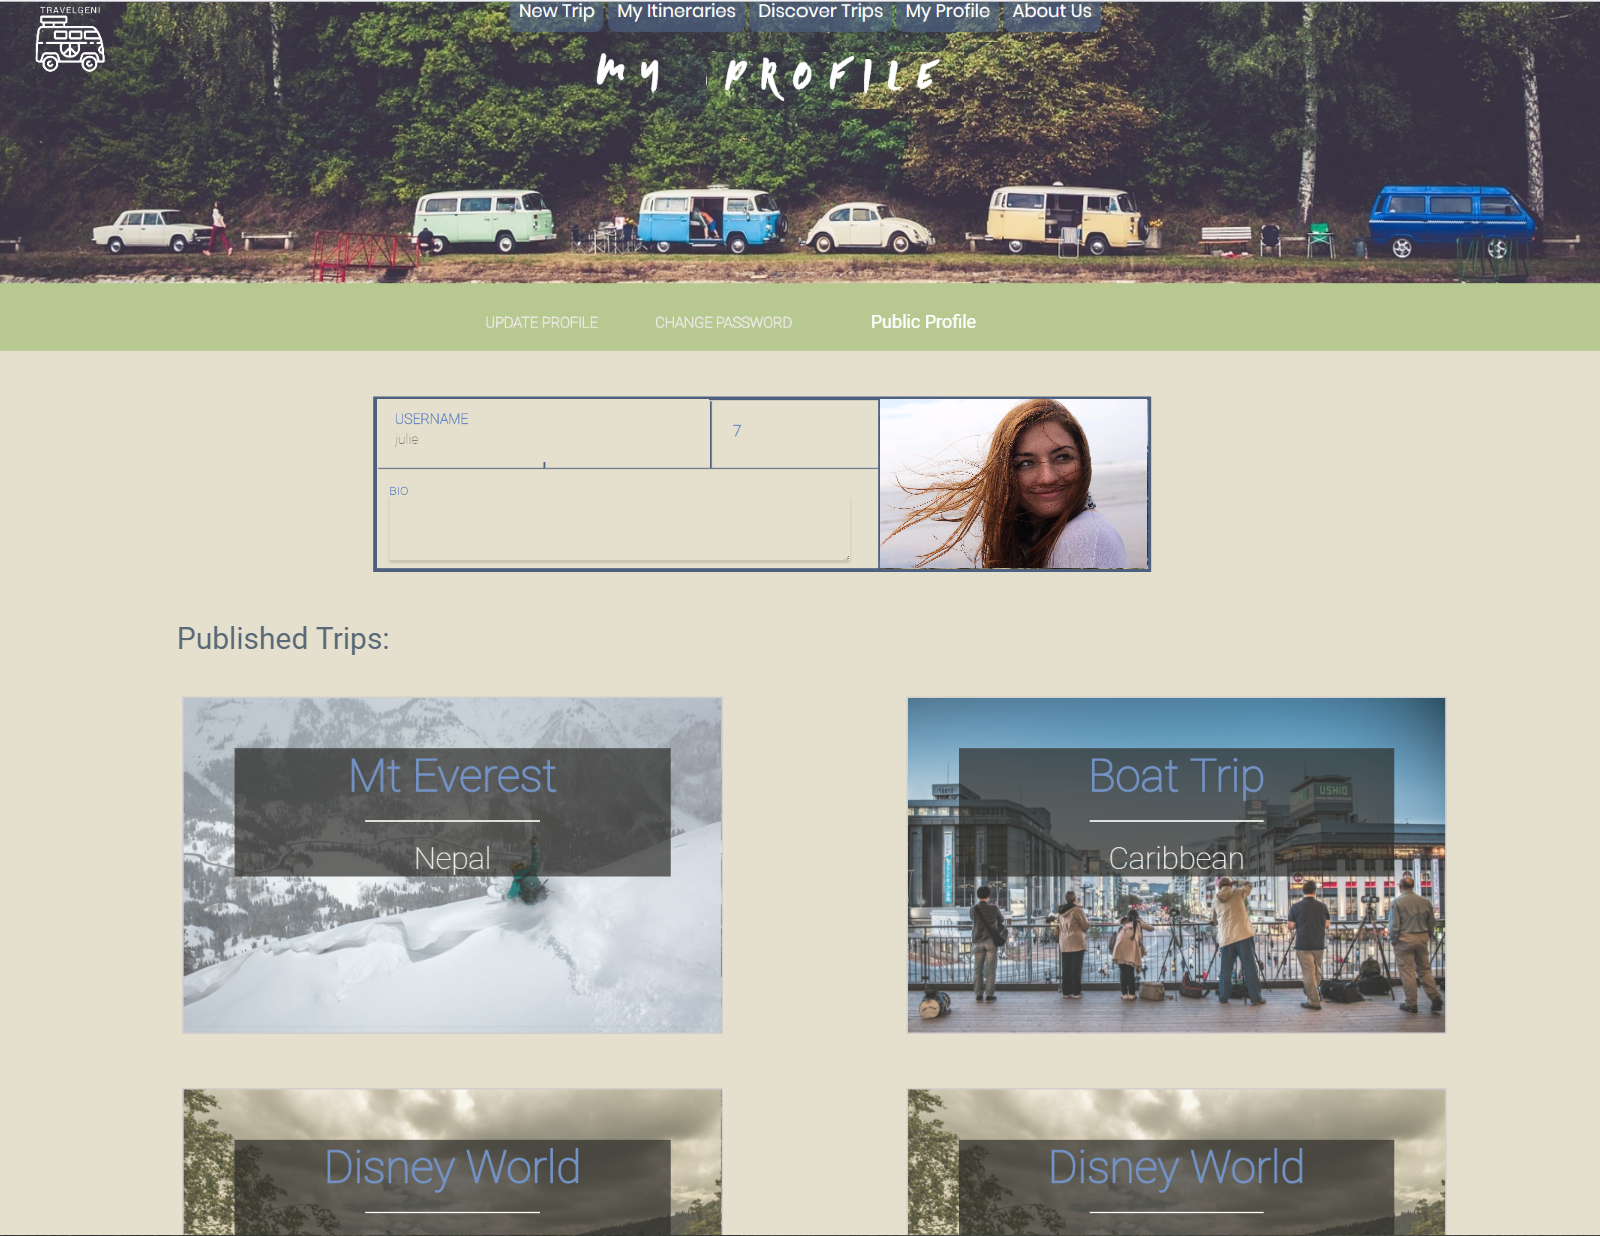 TRAVELGENI
New Trip My Itineraries Discover Trips My Profile About Us
MY PROFILE
UPDATE PROFILE CHANGE PASSWORD Public Profile
USERNAME
julie
7
BIO
Published Trips:
Mt Everest
Nepal
Boat Trip
USHIO
Caribbean
Disney World
Disney World